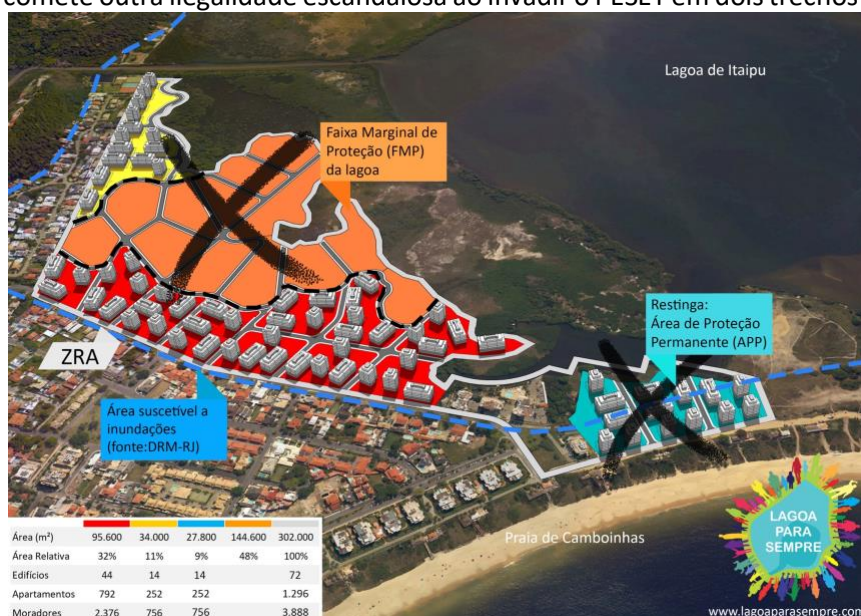 comete outra ilegalidade escandalosa ao invadir o PESET em dois trechos
Lagoa de Itaipu
Faixa Marginal de
Proteção (FMP)
da lagoa
Restinga:
Área de Proteção
Permanente (APP)
ZRA
Área suscetível a
inundações
(fonte:DRM-RJ)
Praia de Camboinhas
LAGOA
PARA
SEMPRE
Área (m²) 95.600 34.000 27.800 144.600 302.000
Área Relativa 32% 11% 9% 48% 100%
Edifícios 44 14 14 72
Apartamentos 792 252 252 1.296
Moradores 2.376 756 756 3.888
www.lagoaparasempre.com